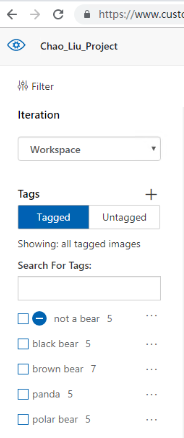 https://www.custo
Chao_Liu_Project
Filter
Iteration
Workspace
Tags
Tagged Untagged
Showing: all tagged images
Search For Tags:
not a bear 5 ...
black bear 5 ...
brown bear 7 ...
panda 5 ...
polar bear 5 ...